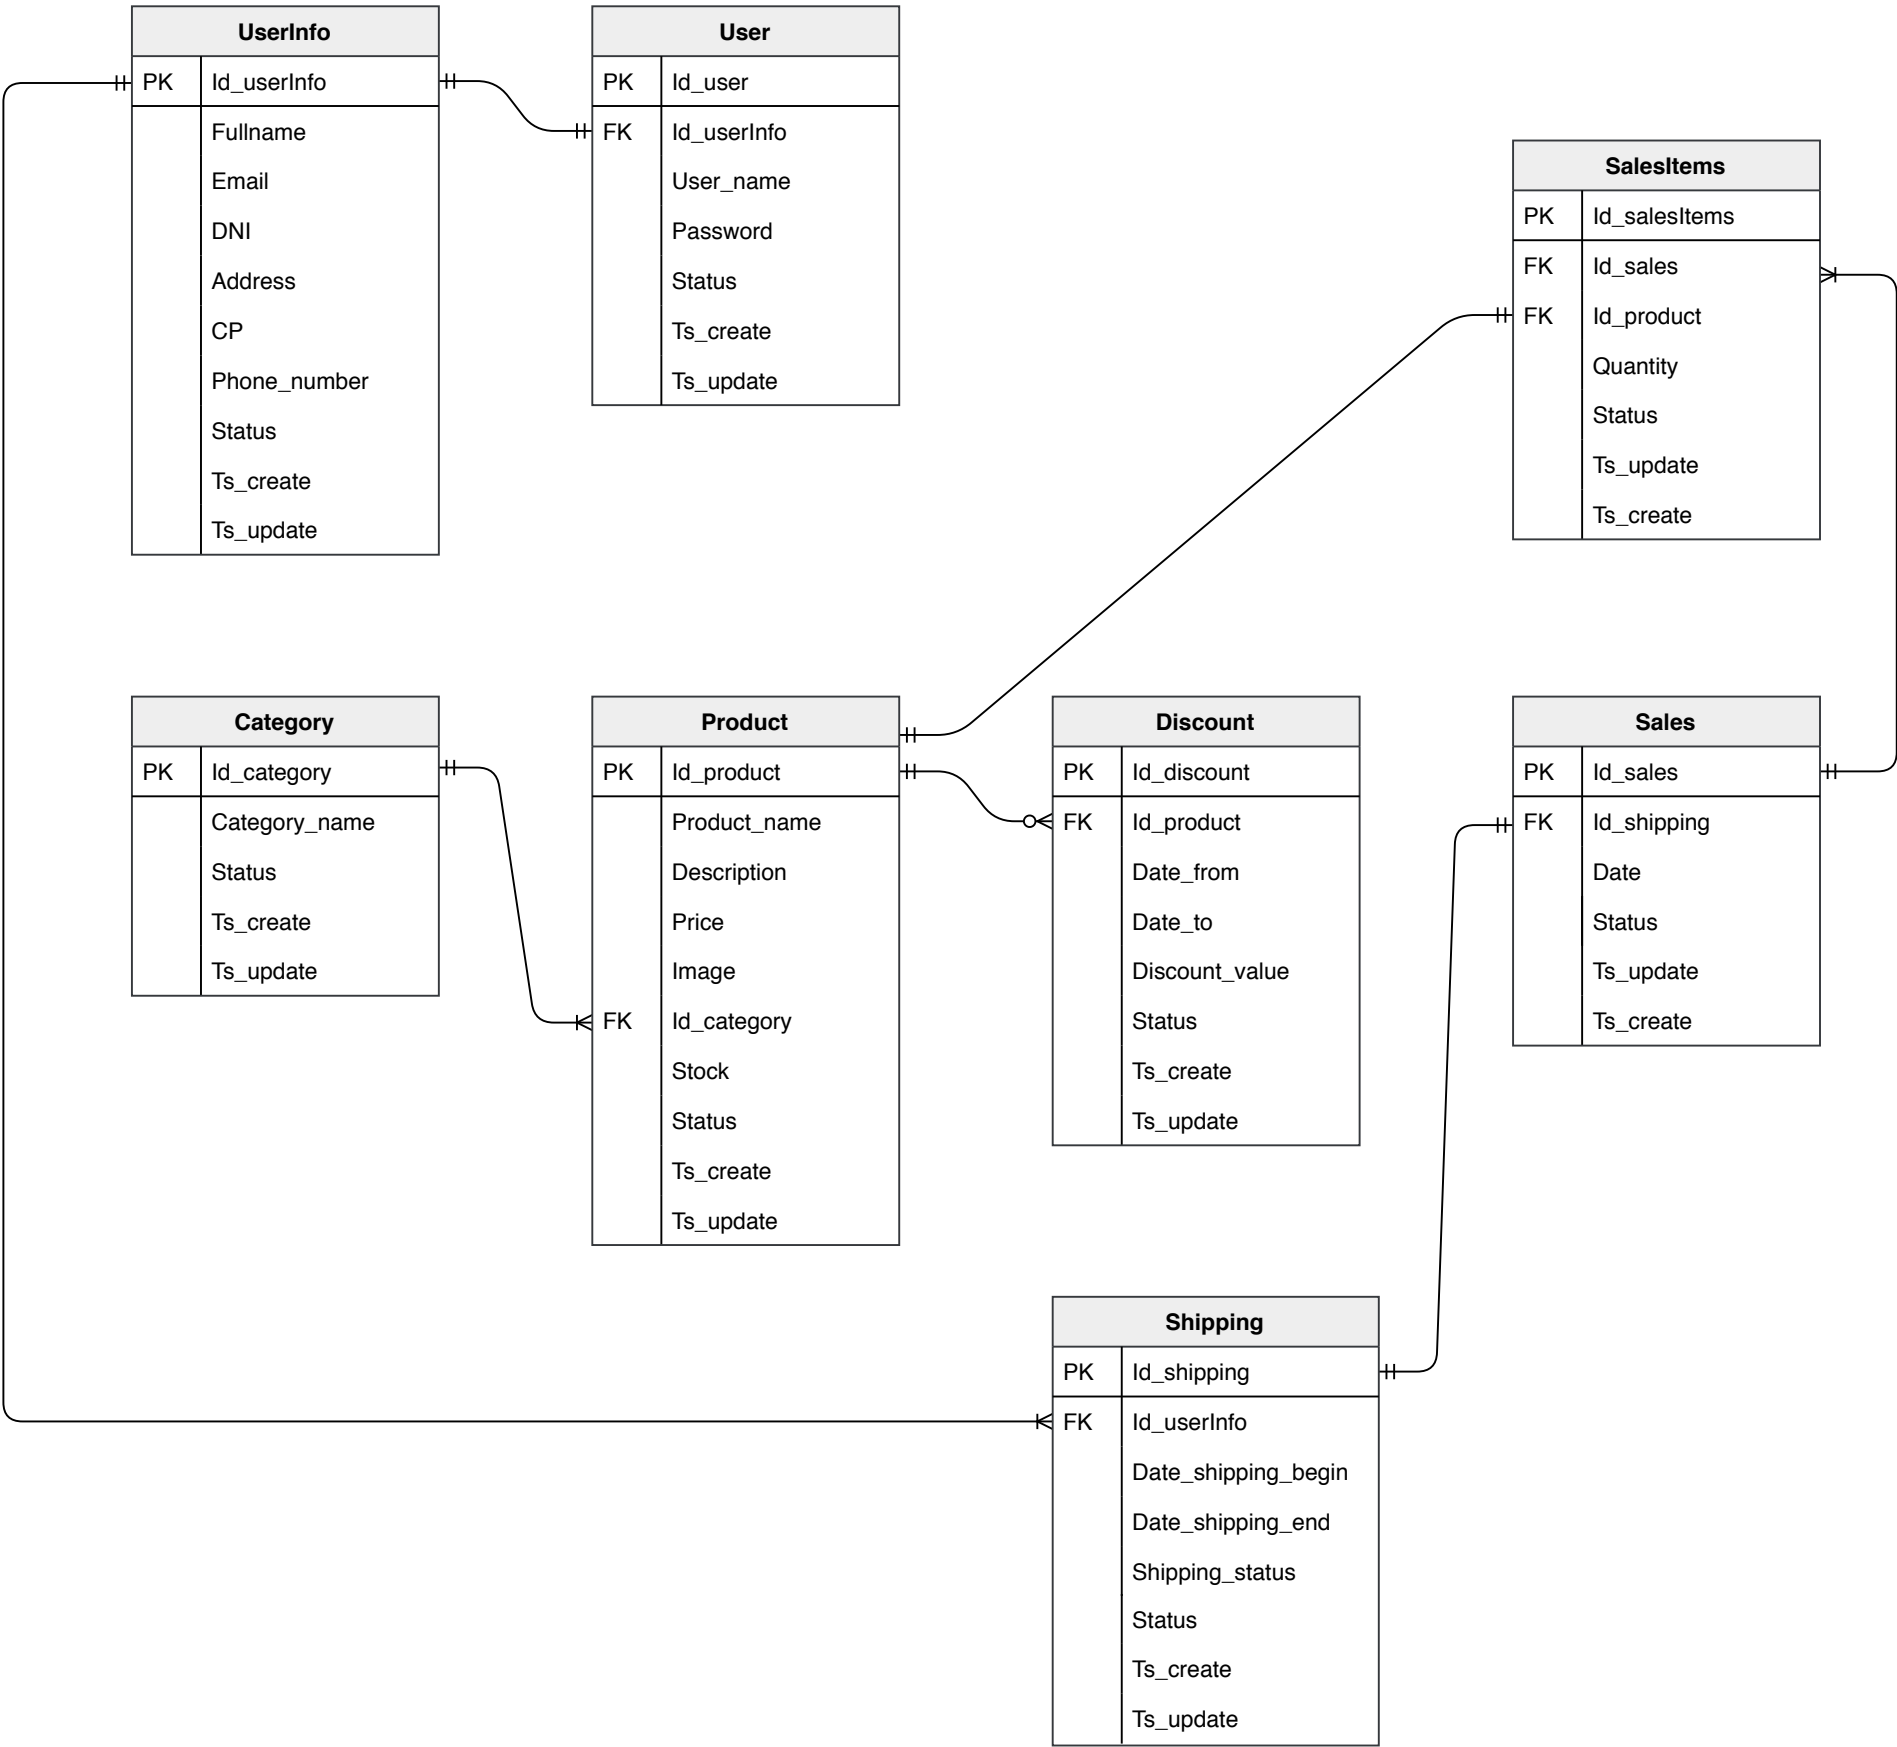 UserInfo
PK Id_userInfo
Fullname
Email
DNI
Address
CP
Phone_number
Status
Ts_create
Ts_update
User
PK Id_user
FK Id_userInfo
User_name
Password
Status
Ts_create
Ts_update
SalesItems
PK Id_salesItems
FK Id_sales
FK Id_product
Quantity
Status
Ts_update
Ts_create
Category
PK Id_category
Category_name
Status
Ts_create
Ts_update
Product
PK Id_product
Product_name
Description
Price
Image
FK Id_category
Stock
Status
Ts_create
Ts_update
Discount
PK Id_discount
FK Id_product
Date_from
Date_to
Discount_value
Status
Ts_create
Ts_update
Sales
PK Id_sales
FK Id_shipping
Date
Status
Ts_update
Ts_create
Shipping
PK Id_shipping
FK Id_userInfo
Date_shipping_begin
Date_shipping_end
Shipping_status
Status
Ts_create
Ts_update